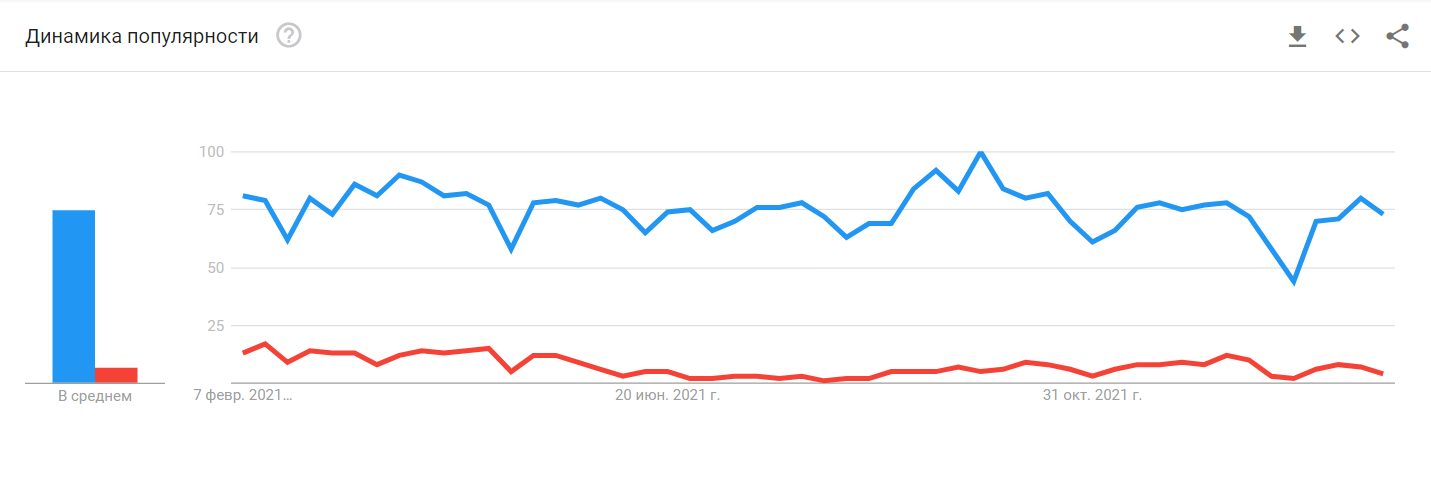 Динамика популярности
100
75
50
25
В среднем
7 февр. 2021…
20 июн. 2021 г.
31 окт. 2021 г.